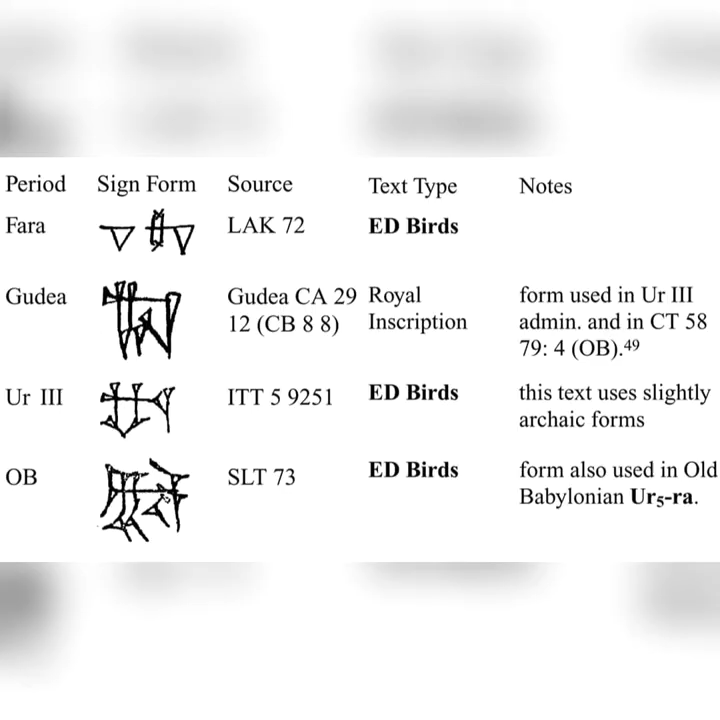 Period Sign Form Source Text Type Notes
Fara LAK 72 ED Birds
Gudea Gudea CA 29 Royal form used in Ur III
12 (CB 8 8) Inscription admin. and in CT 58
79: 4 (OB).⁴⁹
Ur III ITT 5 9251 ED Birds this text uses slightly
archaic forms
OB SLT 73 ED Birds form also used in Old
Babylonian Ur₅-ra.